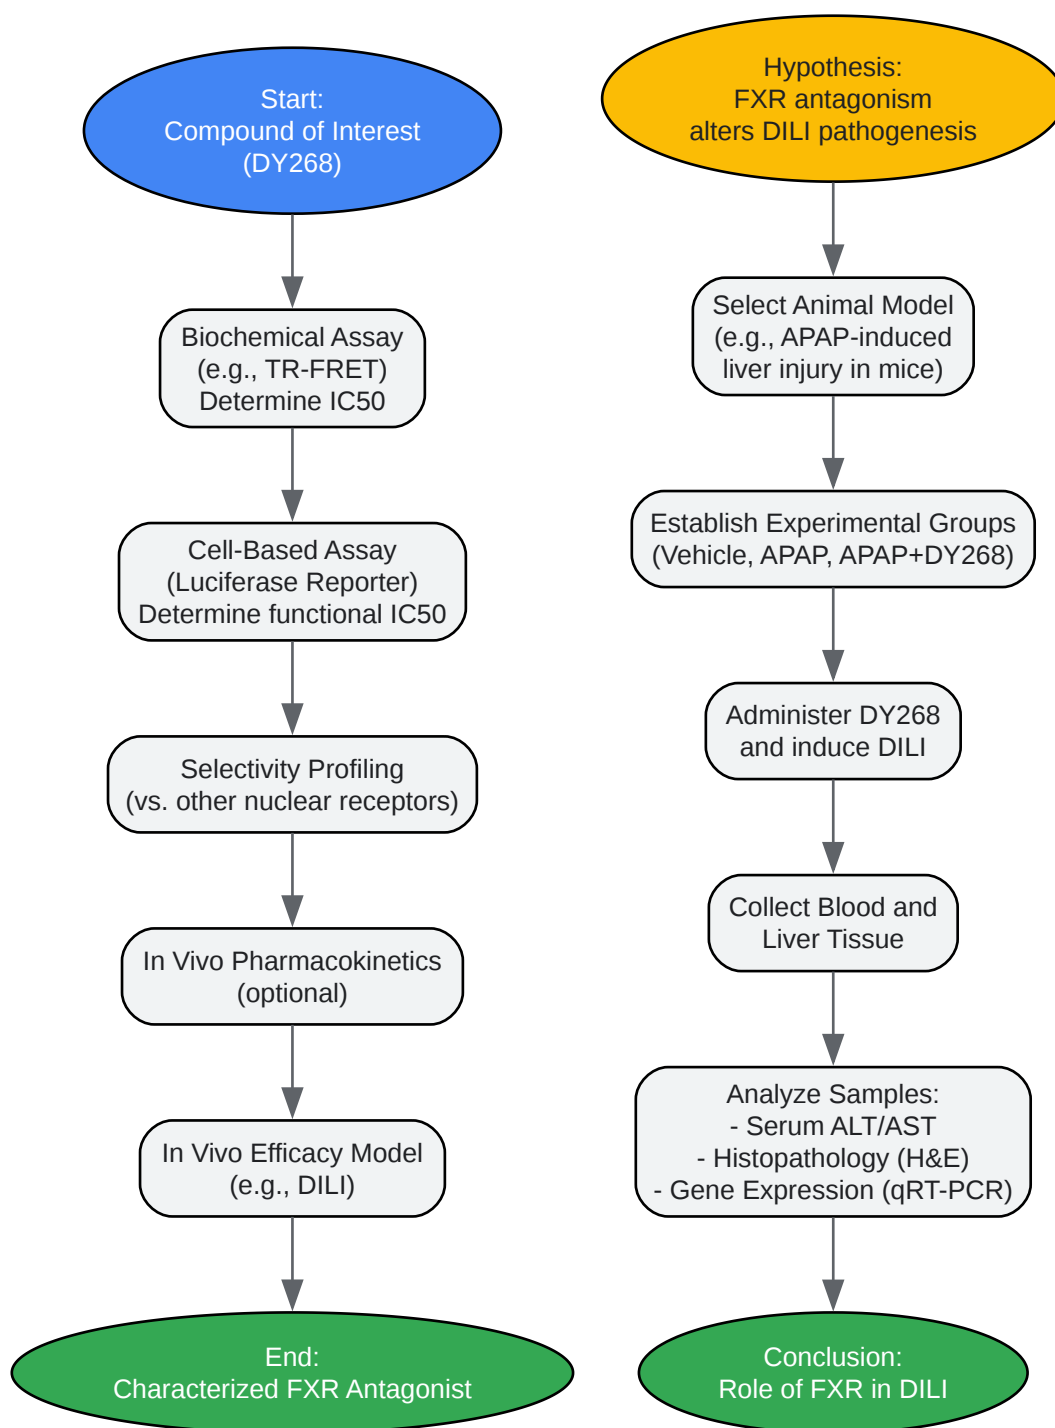 Start:
Compound of Interest
(DY268)
Biochemical Assay
(e.g., TR-FRET)
Determine IC50
Cell-Based Assay
(Luciferase Reporter)
Determine functional IC50
Selectivity Profiling
(vs. other nuclear receptors)
In Vivo Pharmacokinetics
(optional)
In Vivo Efficacy Model
(e.g., DILI)
End:
Characterized FXR Antagonist
Hypothesis:
FXR antagonism
alters DILI pathogenesis
Select Animal Model
(e.g., APAP-induced
liver injury in mice)
Establish Experimental Groups
(Vehicle, APAP, APAP+DY268)
Administer DY268
and induce DILI
Collect Blood and
Liver Tissue
Analyze Samples:
- Serum ALT/AST
- Histopathology (H&E)
- Gene Expression (qRT-PCR)
Conclusion:
Role of FXR in DILI